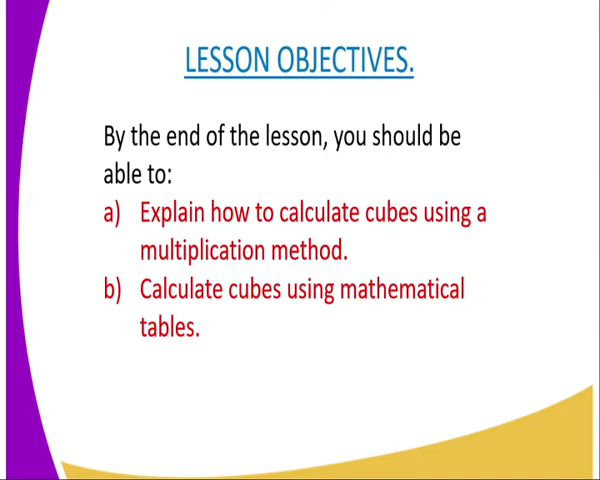 LESSON OBJECTIVES.
By the end of the lesson, you should be
able to:
a) Explain how to calculate cubes using a
multiplication method.
b) Calculate cubes using mathematical
tables.